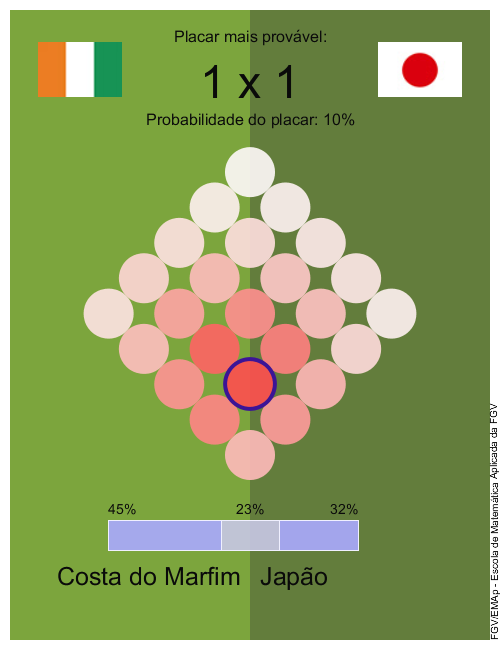 Placar mais provável:
1 x 1
Probabilidade do placar: 10%
45% 23% 32%
Costa do Marfim Japão
FGV/EMAp - Escola de Matemática Aplicada da FGV